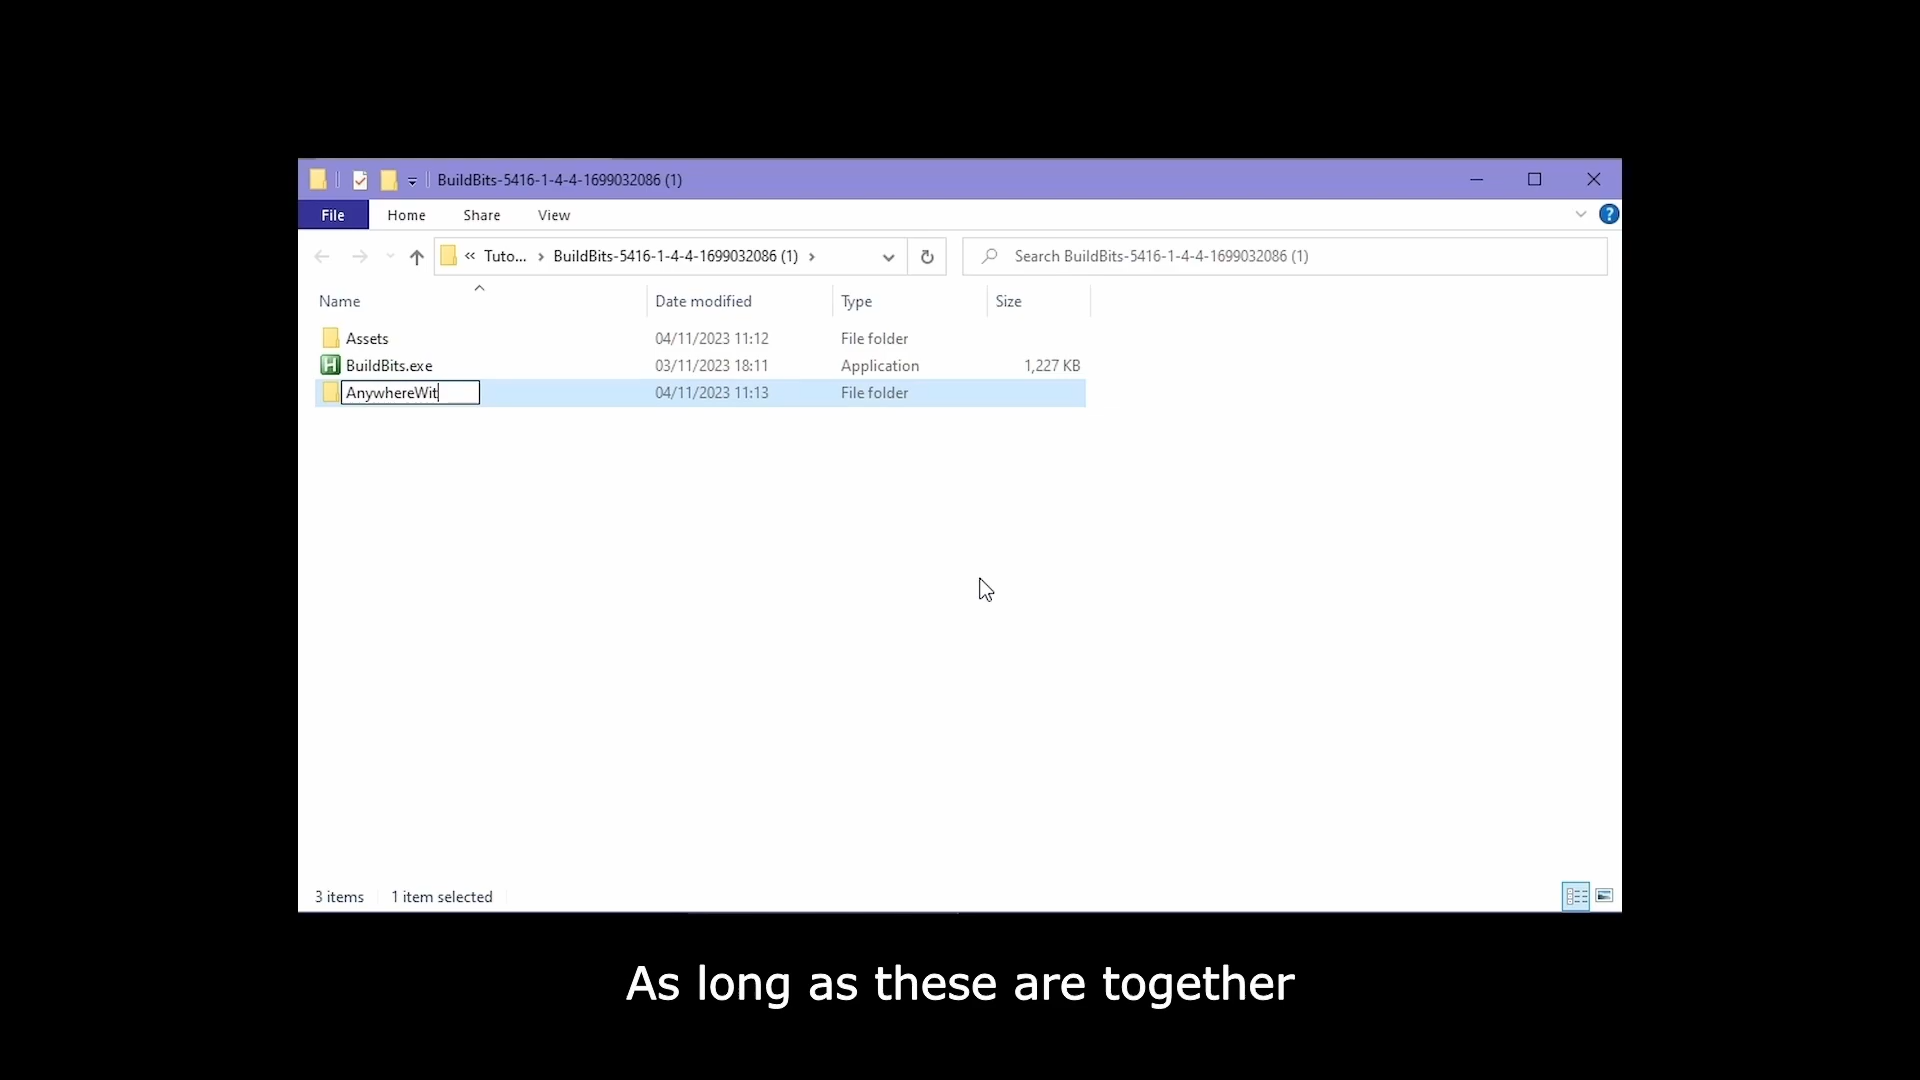 BuildBits-5416-1-4-4-1699032086 (1)
File Home Share View
« Tuto... › BuildBits-5416-1-4-4-1699032086 (1) ›
Search BuildBits-5416-1-4-4-1699032086 (1)
Name Date modified Type Size
Assets 04/11/2023 11:12 File folder
BuildBits.exe 03/11/2023 18:11 Application 1,227 KB
AnywhereWit 04/11/2023 11:13 File folder
3 items 1 item selected
As long as these are together